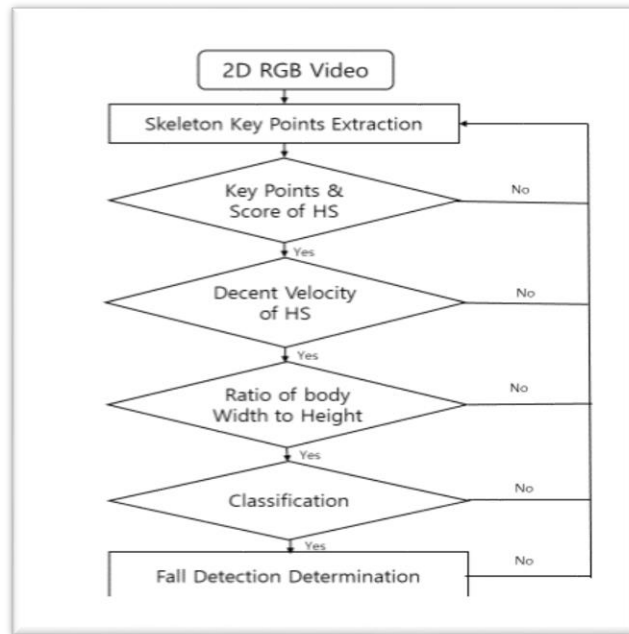 2D RGB Video
Skeleton Key Points Extraction
Key Points &
Score of HS
No
Yes
Decent Velocity
of HS
No
Yes
Ratio of body
Width to Height
No
Yes
Classification
No
Yes
Fall Detection Determination
No